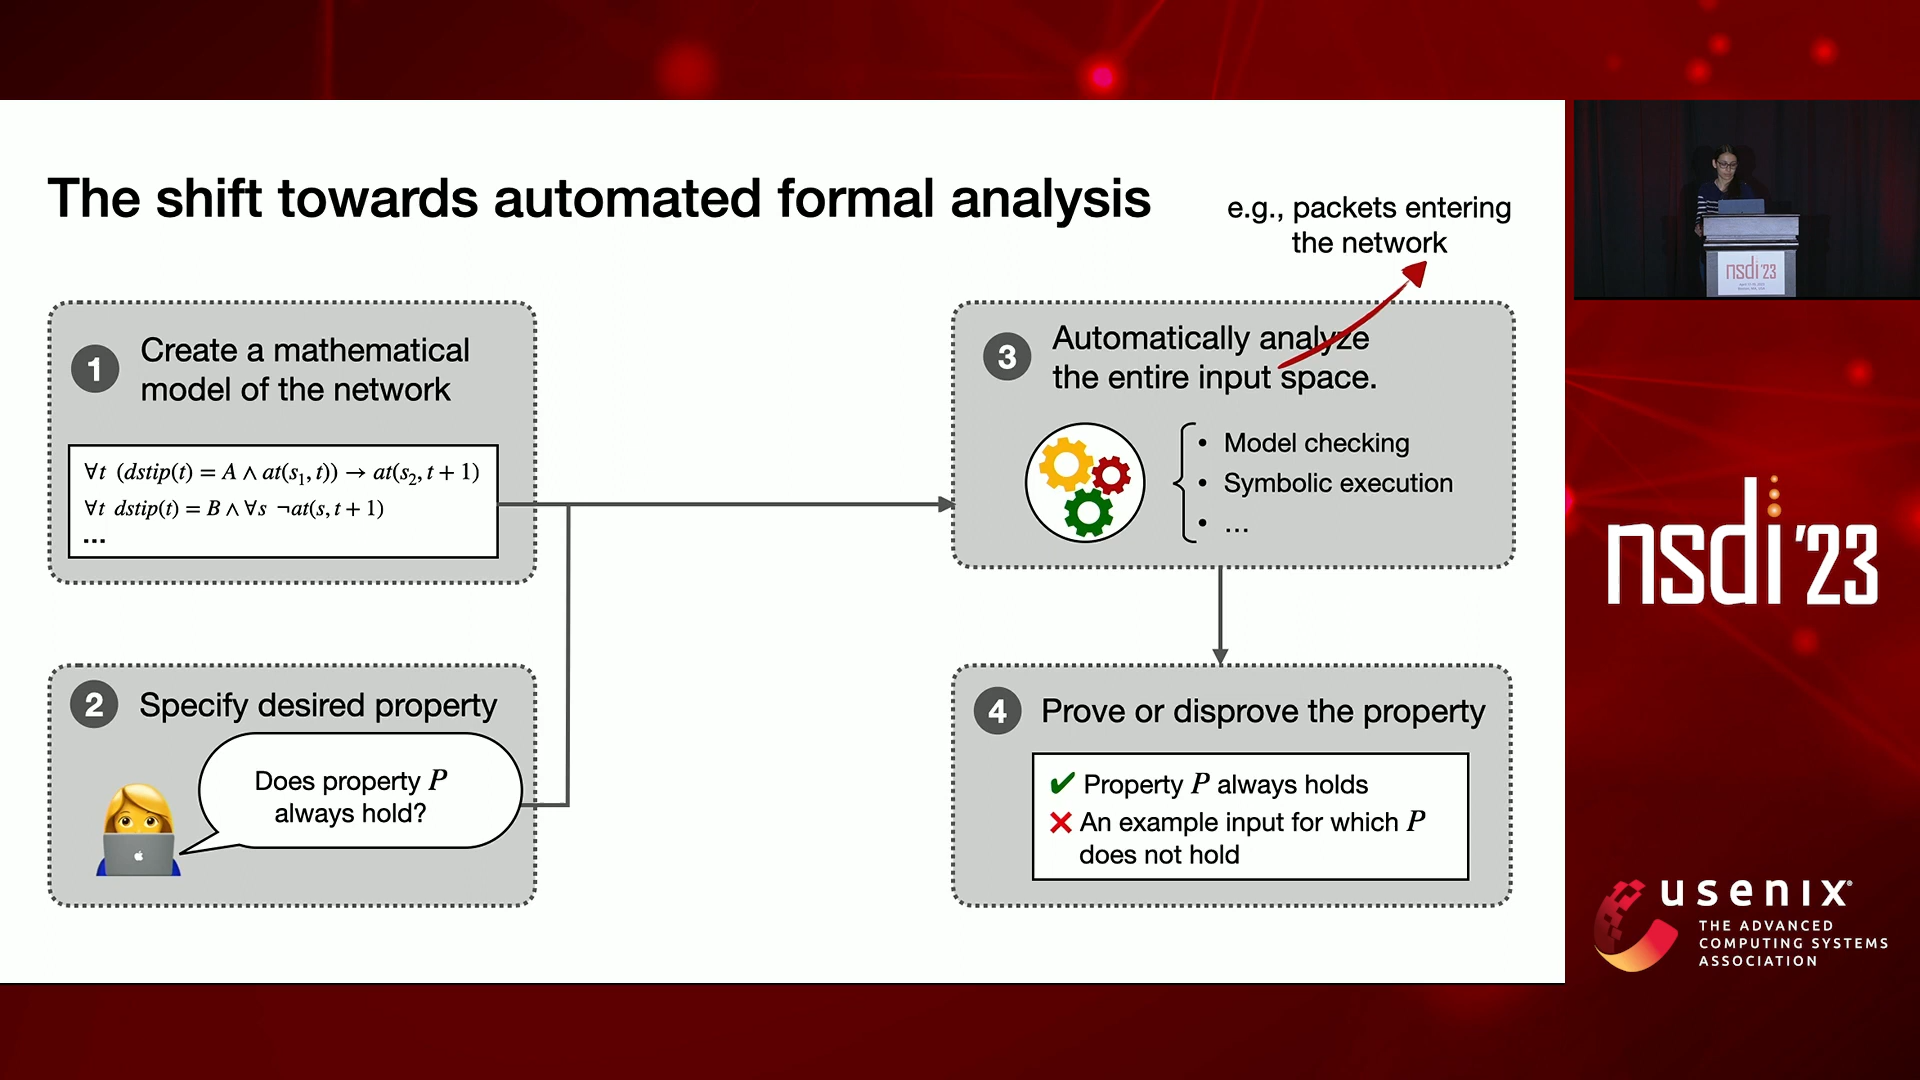 The shift towards automated formal analysis
e.g., packets entering
the network
1
Create a mathematical
model of the network
∀t (dstip(t) = A ∧ at(s₁, t)) → at(s₂, t + 1)
∀t dstip(t) = B ∧ ∀s ¬at(s, t + 1)
...
2
Specify desired property
Does property P
always hold?
3
Automatically analyze
the entire input space.
• Model checking
• Symbolic execution
• ...
4
Prove or disprove the property
✔ Property P always holds
✕ An example input for which P
does not hold
nsdi '23
nsdi '23
usenix®
THE ADVANCED
COMPUTING SYSTEMS
ASSOCIATION